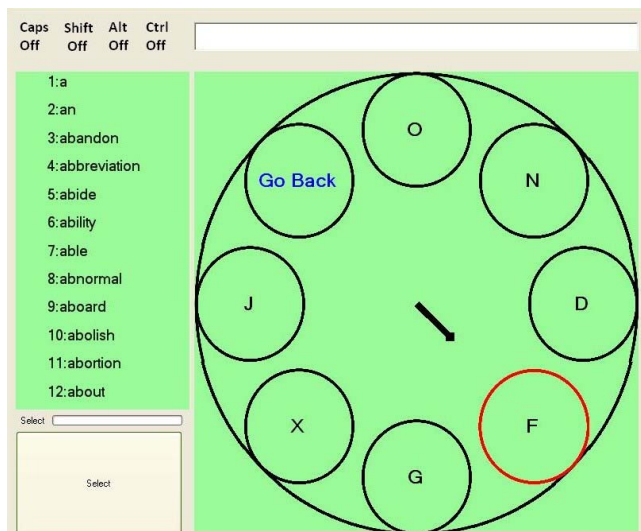 Caps Shift Alt Ctrl
Off Off Off Off
1:a
2:an
3:abandon
4:abbreviation
5:abide
6:ability
7:able
8:abnormal
9:aboard
10:abolish
11:abortion
12:about
Select
Select
O
Go Back
N
J
D
X
F
G